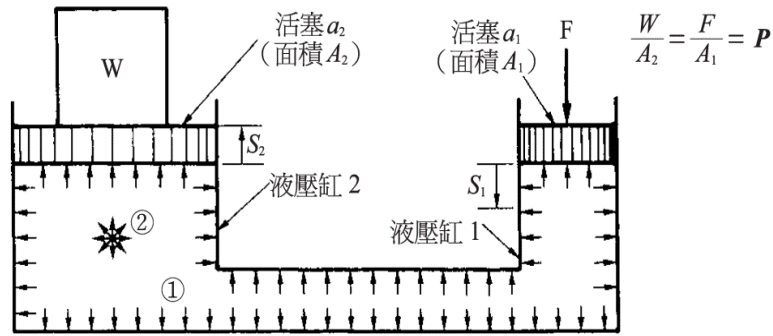 W
活塞a₂
(面積A₂)
活塞a₁
(面積A₁)
F
W/A₂ = F/A₁ = P
S₂
S₁
液壓缸 2
液壓缸 1
②
①